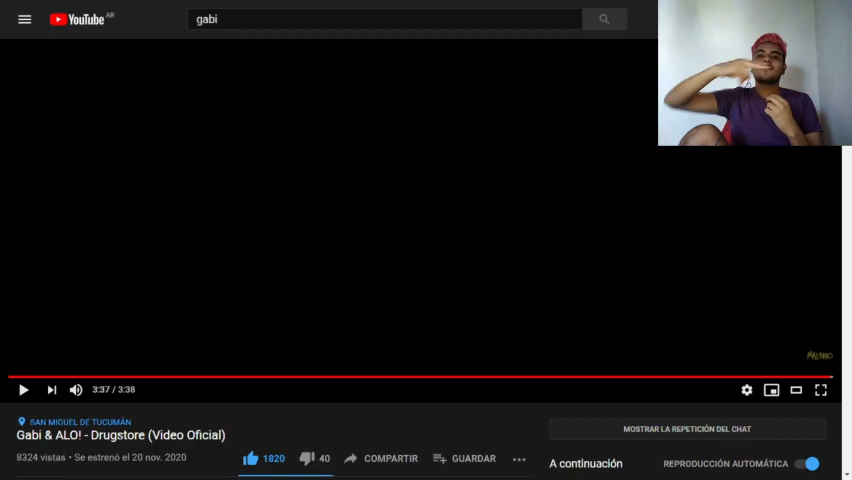 YouTube AR
gabi
3:37 / 3:38
SAN MIGUEL DE TUCUMÁN
Gabi & ALO! - Drugstore (Video Oficial)
8324 vistas • Se estrenó el 20 nov. 2020
1820
40
COMPARTIR
GUARDAR
MOSTRAR LA REPETICIÓN DEL CHAT
A continuación
REPRODUCCIÓN AUTOMÁTICA